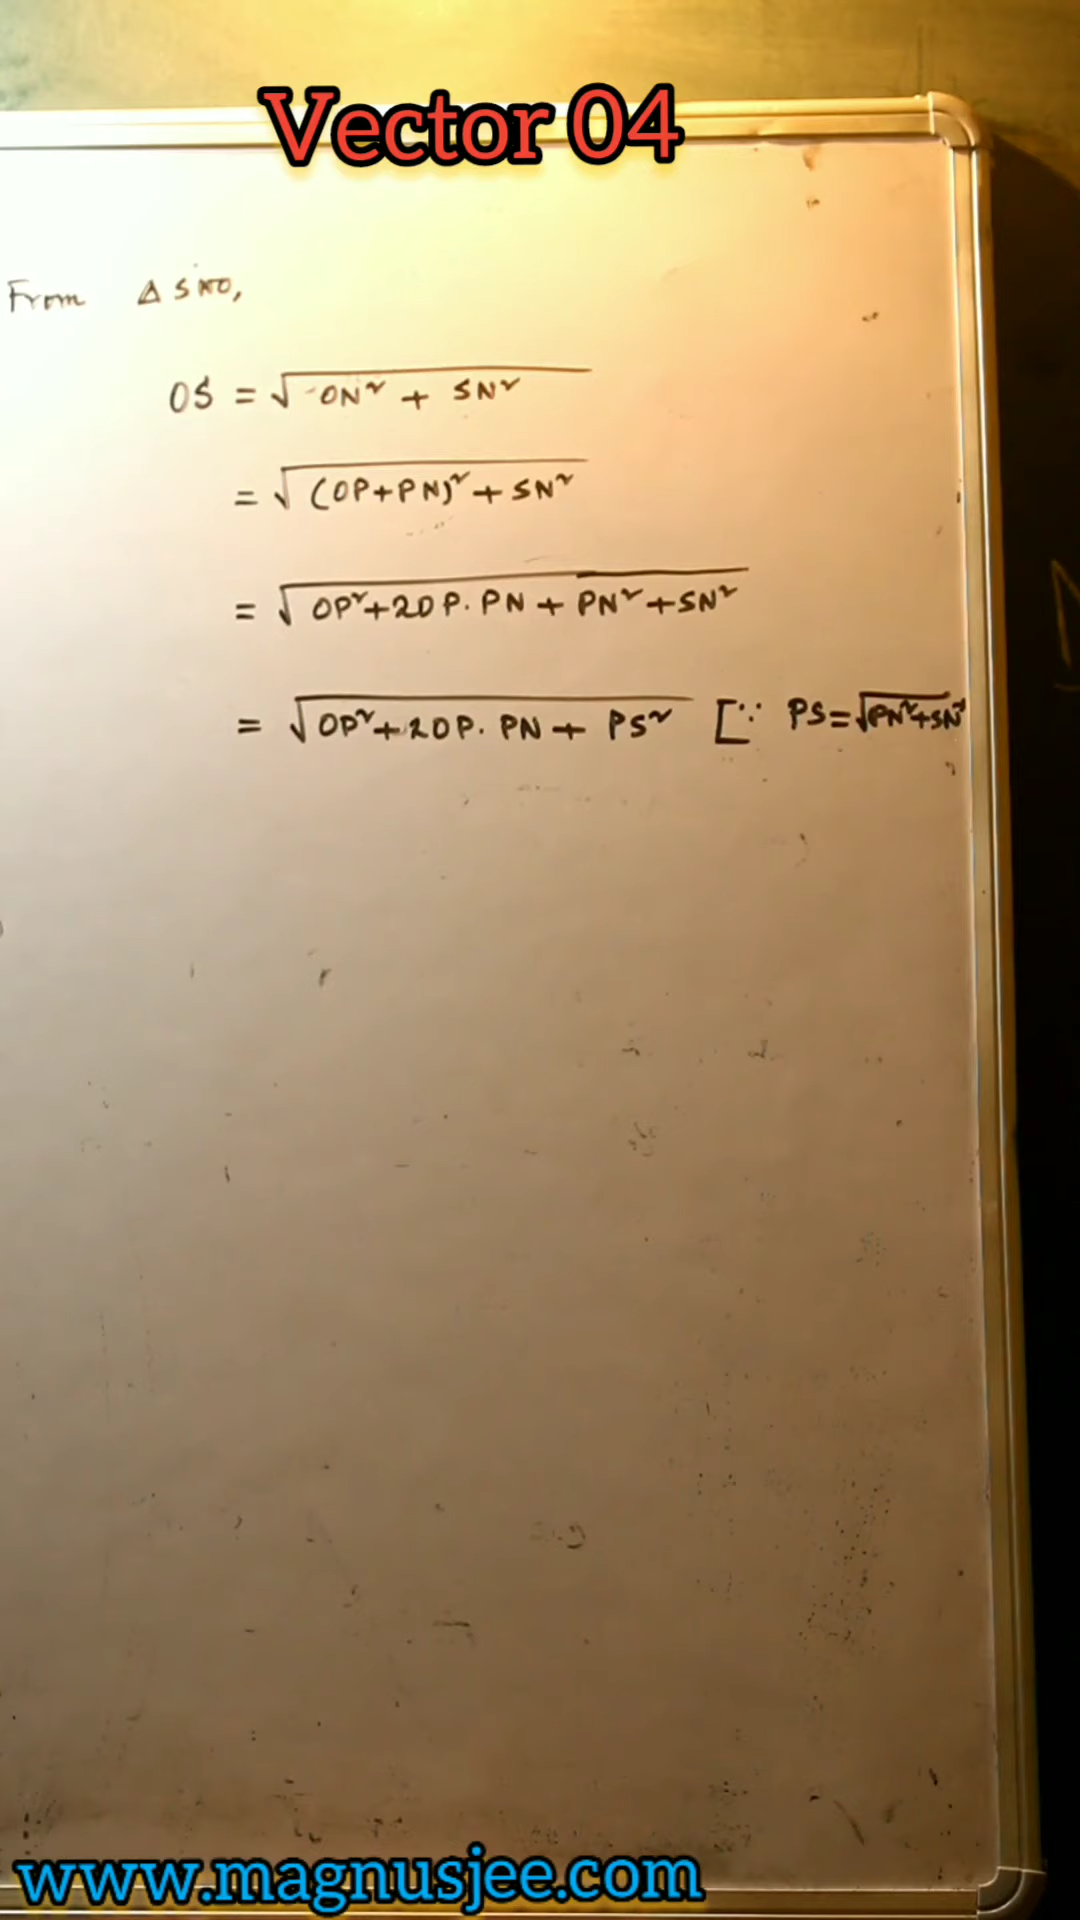 Vector 04
From Δ SNO,
OS = √ON² + SN²
= √(OP+PN)² + SN²
= √OP²+2OP.PN + PN²+SN²
= √OP²+2OP.PN + PS² [∵ PS=√PN²+SN²
www.magnusjee.com